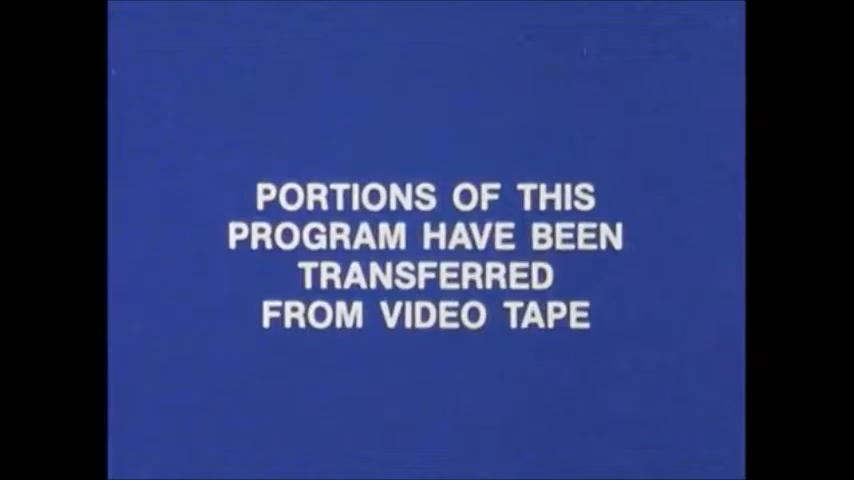 PORTIONS OF THIS
PROGRAM HAVE BEEN
TRANSFERRED
FROM VIDEO TAPE